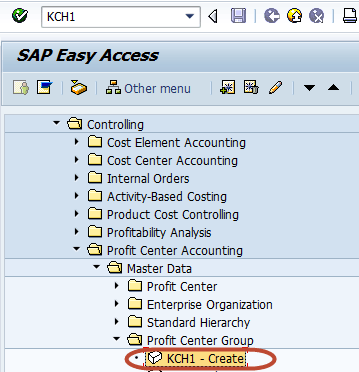 KCH1
SAP Easy Access
Other menu
Controlling
Cost Element Accounting
Cost Center Accounting
Internal Orders
Activity-Based Costing
Product Cost Controlling
Profitability Analysis
Profit Center Accounting
Master Data
Profit Center
Enterprise Organization
Standard Hierarchy
Profit Center Group
KCH1 - Create